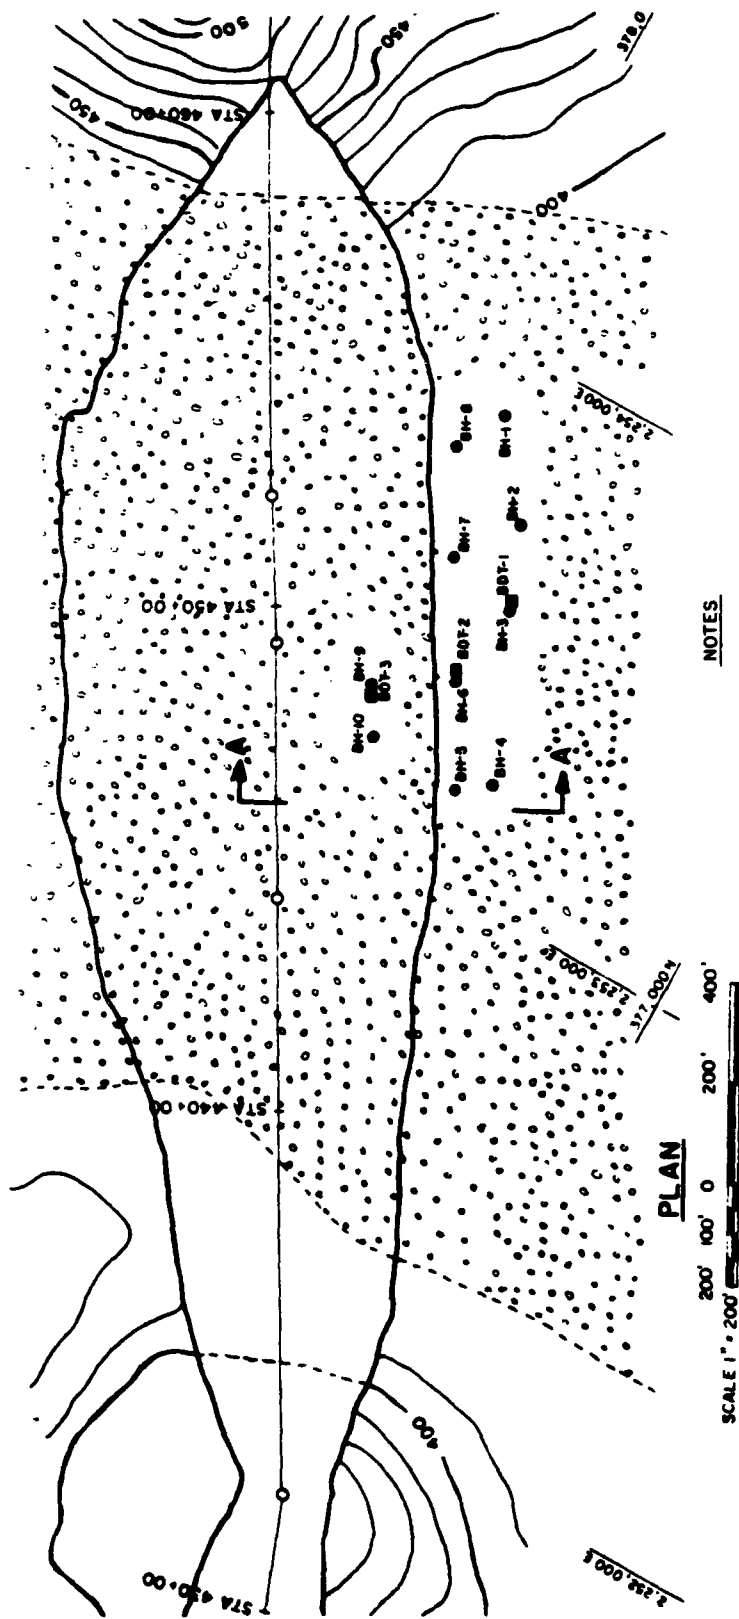 500
450
378,0
STA 460+00
450
400
2,254,000 E
BH-8
BH-1
BH-2
BH-7
BDT-1
STA 450+00
BH-3
BDT-2
BH-9
BDT-3
BH-6
BH-10
A
BH-5
BH-4
A
NOTES
2,253,000 E
377,000 N
STA 440+00
PLAN
200' 100' 0 200' 400'
SCALE 1" = 200'
400
2,252,000 E
STA 430+00